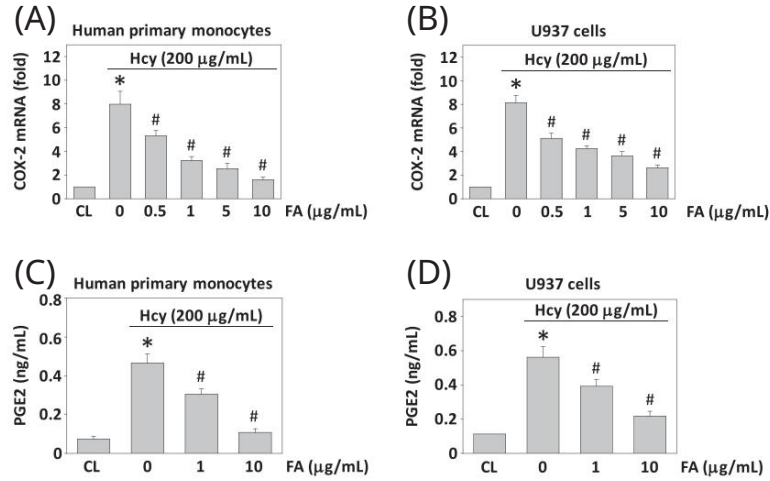 (A)
Human primary monocytes
Hcy (200 μg/mL)
COX-2 mRNA (fold)
12
10
8
6
4
2
0
*
#
#
#
#
CL 0 0.5 1 5 10 FA (μg/mL)
(B)
U937 cells
Hcy (200 μg/mL)
COX-2 mRNA (fold)
12
10
8
6
4
2
0
*
#
#
#
#
CL 0 0.5 1 5 10 FA (μg/mL)
(C)
Human primary monocytes
Hcy (200 μg/mL)
PGE2 (ng/mL)
0.8
0.6
0.4
0.2
0
*
#
#
CL 0 1 10 FA (μg/mL)
(D)
U937 cells
Hcy (200 μg/mL)
PGE2 (ng/mL)
0.8
0.6
0.4
0.2
0
*
#
#
CL 0 1 10 FA (μg/mL)